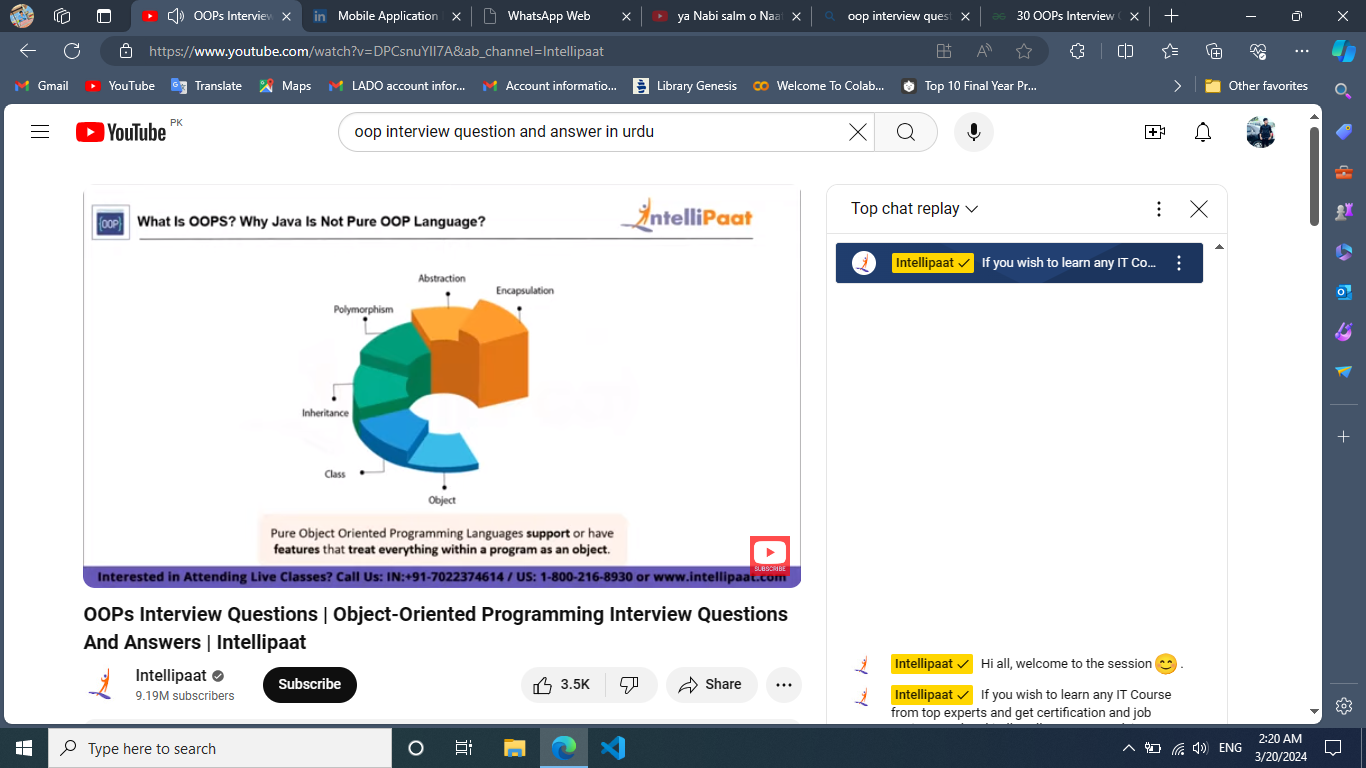 OOPs Interview
Mobile Application
WhatsApp Web
ya Nabi salm o Naa
oop interview quest
30 OOPs Interview
https://www.youtube.com/watch?v=DPCsnuYIl7A&ab_channel=Intellipaat
Gmail
YouTube
Translate
Maps
LADO account infor...
Account informatio...
Library Genesis
Welcome To Colab...
Top 10 Final Year Pr...
Other favorites
YouTube PK
oop interview question and answer in urdu
{OOP}
What Is OOPS? Why Java Is Not Pure OOP Language?
IntelliPaat
Abstraction
Encapsulation
Polymorphism
Inheritance
Class
Object
Pure Object Oriented Programming Languages support or have
features that treat everything within a program as an object.
SUBSCRIBE
Interested in Attending Live Classes? Call Us: IN:+91-7022374614 / US: 1-800-216-8930 or www.intellipaat.com
OOPs Interview Questions | Object-Oriented Programming Interview Questions
And Answers | Intellipaat
Intellipaat
9.19M subscribers
Subscribe
3.5K
Share
Top chat replay
Intellipaat If you wish to learn any IT Co...
Intellipaat Hi all, welcome to the session 😊 .
Intellipaat If you wish to learn any IT Course
from top experts and get certification and job
Type here to search
ENG
2:20 AM
3/20/2024